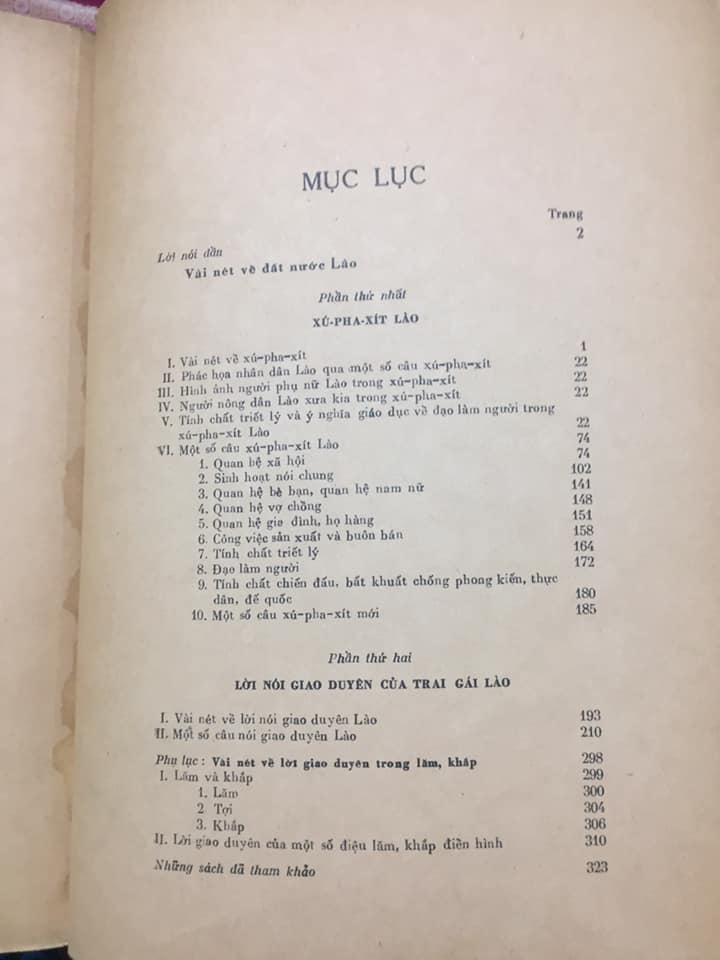 MỤC LỤC
Trang
Lời nói dần 2
Vài nét về đất nước Lào
Phần thứ nhất
XÚ-PHA-XÍT LÀO
I. Vài nét về xú-pha-xít 1
II. Phác họa nhân dân Lào qua một số câu xú-pha-xít 22
III. Hình ảnh người phụ nữ Lào trong xú-pha-xít 22
IV. Người nông dân Lào xưa kia trong xú-pha-xít 22
V. Tính chất triết lý và ý nghĩa giáo dục về đạo làm người trong
xú-pha-xít Lào 22
VI. Một số câu xú-pha-xít Lào 74
1. Quan hệ xã hội 74
2. Sinh hoạt nói chung 102
3. Quan hệ bè bạn, quan hệ nam nữ 141
4. Quan hệ vợ chồng 148
5. Quan hệ gia đình, họ hàng 151
6. Công việc sản xuất và buôn bán 158
7. Tính chất triết lý 164
8. Đạo làm người 172
9. Tính chất chiến đấu, bất khuất chống phong kiến, thực
dân, đế quốc 180
10. Một số câu xú-pha-xít mới 185
Phần thứ hai
LỜI NÓI GIAO DUYÊN CỦA TRAI GÁI LÀO
I. Vài nét về lời nói giao duyên Lào 193
II. Một số câu nói giao duyên Lào 210
Phụ lục : Vài nét về lời giao duyên trong lăm, khắp 298
I. Lăm và khắp 299
1. Lăm 300
2 Tợi 304
3. Khắp 306
II. Lời giao duyên của một số điệu lăm, khắp điển hình 310
Những sách đã tham khảo 323